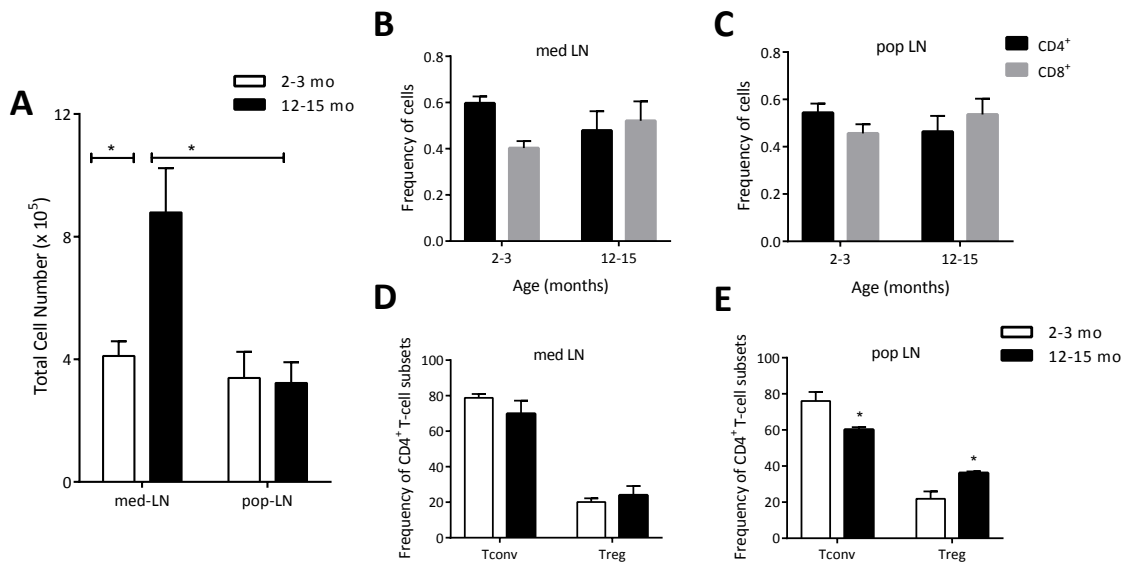 A
2-3 mo
12-15 mo
Total Cell Number (x 10⁵)
12
8
4
0
*
*
med-LN
pop-LN
B
med LN
Frequency of cells
0.8
0.6
0.4
0.2
0.0
2-3
12-15
Age (months)
C
pop LN
CD4⁺
CD8⁺
Frequency of cells
0.8
0.6
0.4
0.2
0.0
2-3
12-15
Age (months)
D
med LN
Frequency of CD4⁺ T-cell subsets
100
80
60
40
20
0
Tconv
Treg
E
pop LN
2-3 mo
12-15 mo
Frequency of CD4⁺ T-cell subsets
100
80
60
40
20
0
*
*
Tconv
Treg